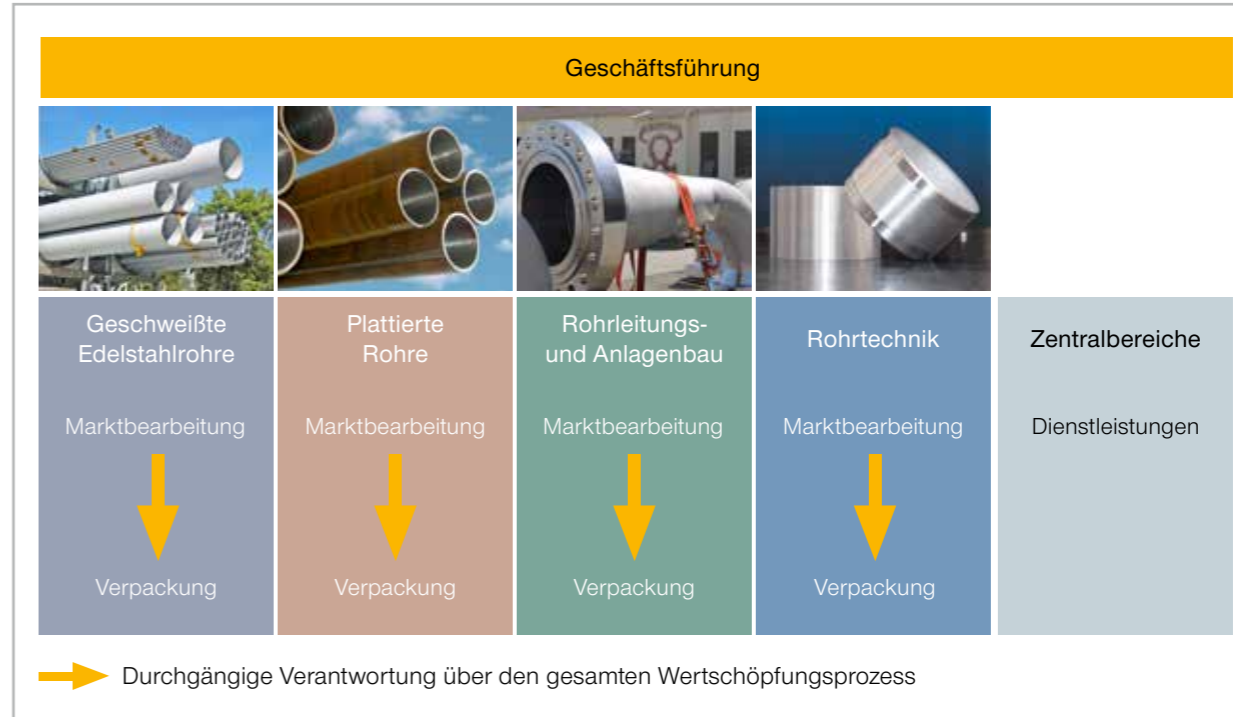 Geschäftsführung
Geschweißte
Edelstahlrohre
Marktbearbeitung
Verpackung
Plattierte
Rohre
Marktbearbeitung
Verpackung
Rohrleitungs-
und Anlagenbau
Marktbearbeitung
Verpackung
Rohrtechnik
Marktbearbeitung
Verpackung
Zentralbereiche
Dienstleistungen
Durchgängige Verantwortung über den gesamten Wertschöpfungsprozess